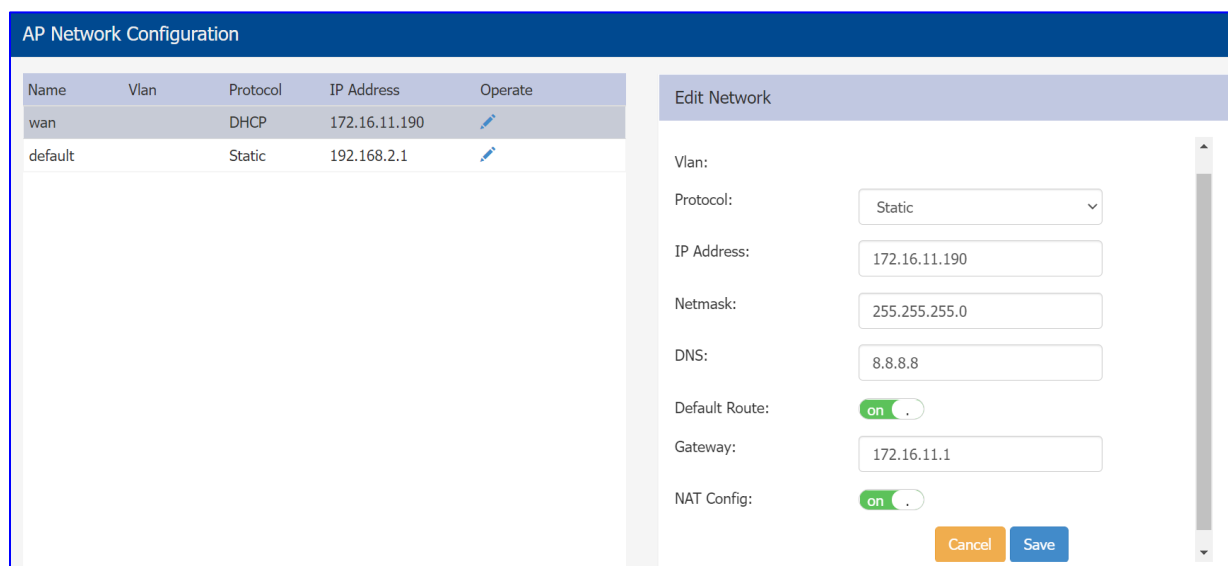 AP Network Configuration
Name Vlan Protocol IP Address Operate
wan DHCP 172.16.11.190
default Static 192.168.2.1
Edit Network
Vlan:
Protocol: Static
IP Address: 172.16.11.190
Netmask: 255.255.255.0
DNS: 8.8.8.8
Default Route: on .
Gateway: 172.16.11.1
NAT Config: on .
Cancel Save